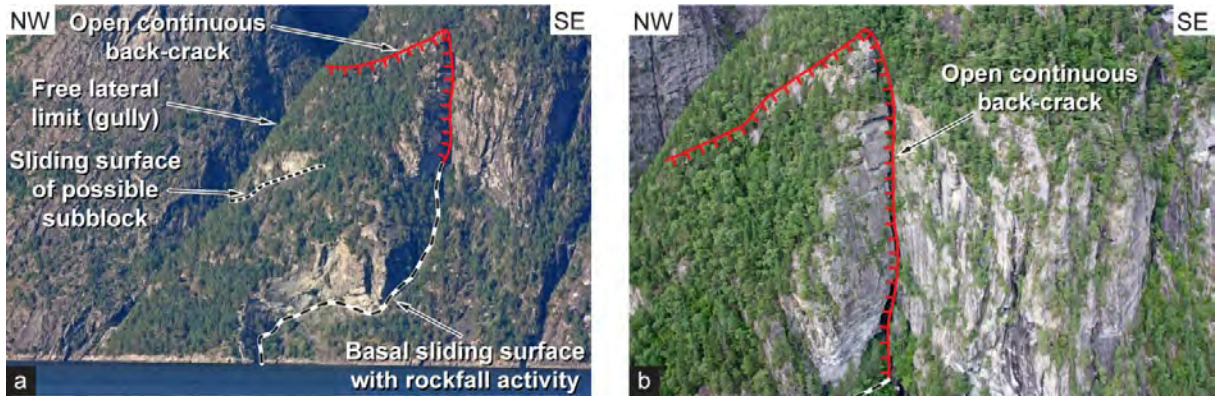 NW
SE
Open continuous
back-crack
Free lateral
limit (gully)
Sliding surface
of possible
subblock
Basal sliding surface
with rockfall activity
a
NW
SE
Open continuous
back-crack
b